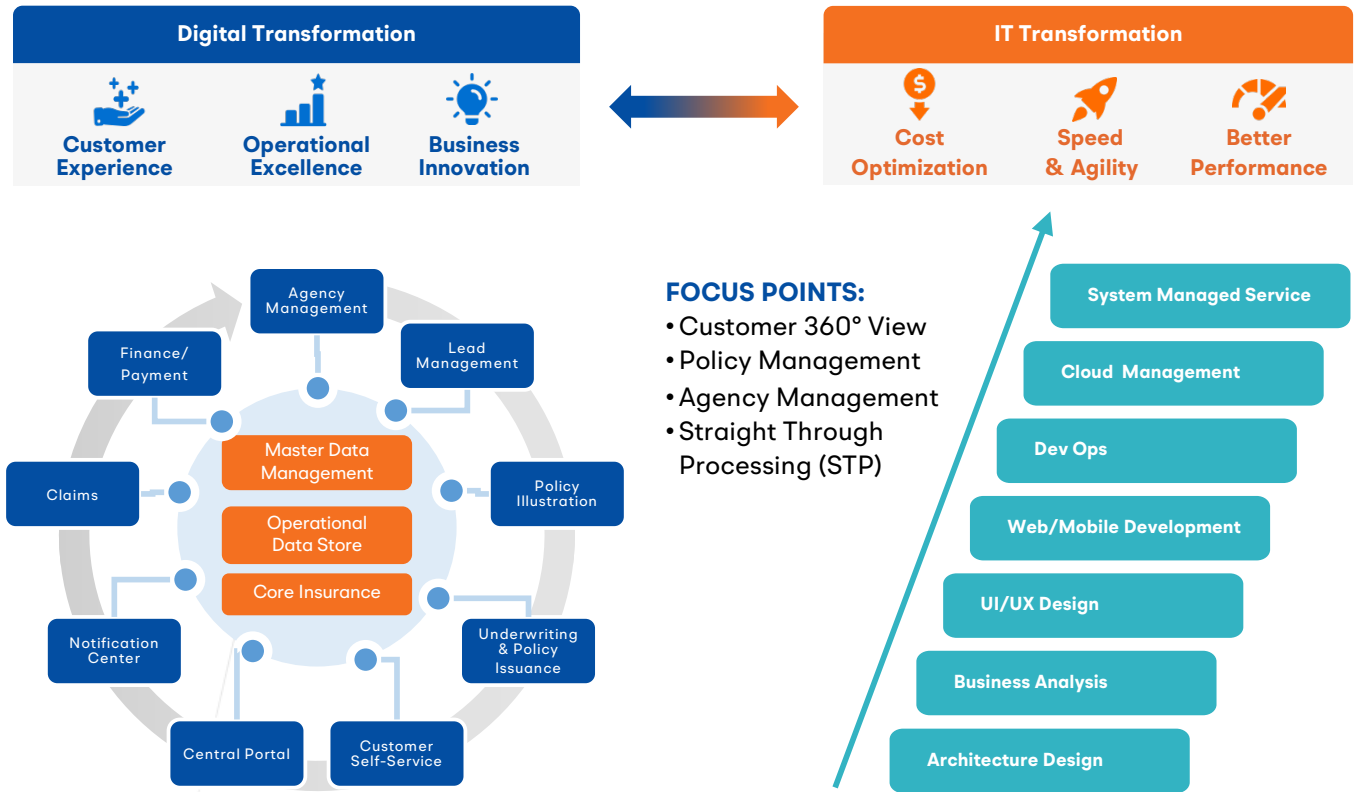 Digital Transformation
Customer
Experience
Operational
Excellence
Business
Innovation
IT Transformation
$
Cost
Optimization
Speed
& Agility
Better
Performance
Agency
Management
Lead
Management
Policy
Illustration
Underwriting
& Policy
Issuance
Customer
Self-Service
Central Portal
Notification
Center
Claims
Finance/
Payment
Master Data
Management
Operational
Data Store
Core Insurance
FOCUS POINTS:
• Customer 360° View
• Policy Management
• Agency Management
• Straight Through
Processing (STP)
System Managed Service
Cloud Management
Dev Ops
Web/Mobile Development
UI/UX Design
Business Analysis
Architecture Design